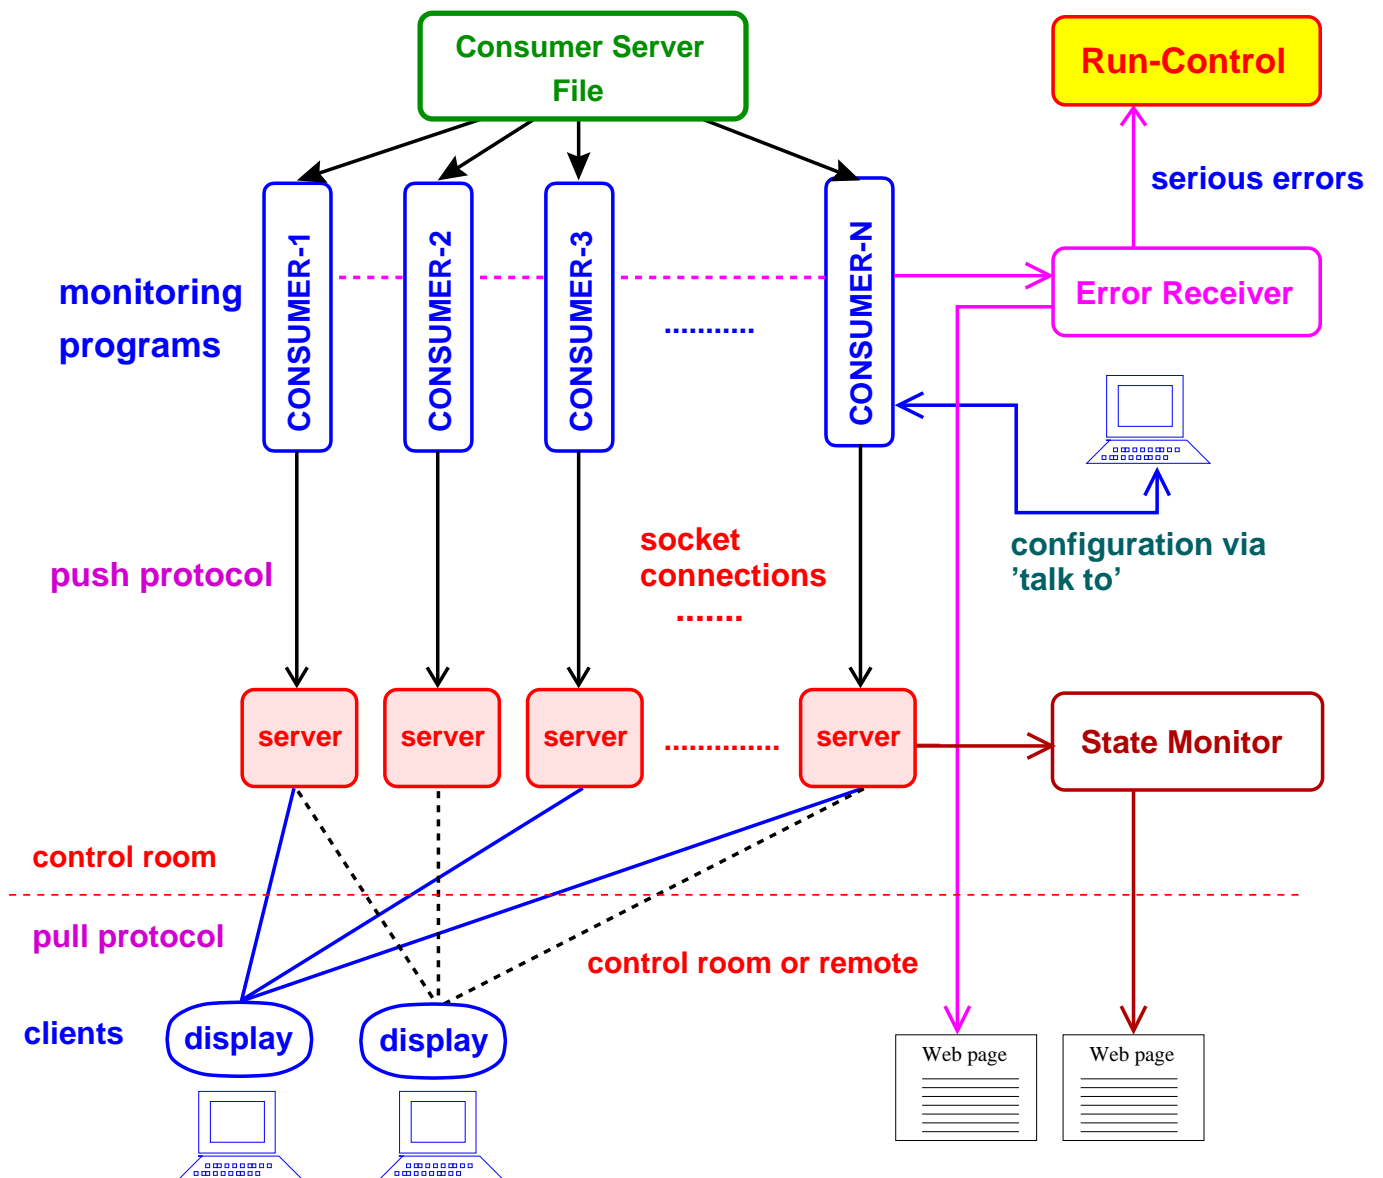 Consumer Server
File
Run-Control
serious errors
CONSUMER-1
CONSUMER-2
CONSUMER-3
CONSUMER-N
monitoring
programs
...........
Error Receiver
socket
connections
.......
push protocol
configuration via
’talk to’
server
server
server
..............
server
State Monitor
control room
pull protocol
control room or remote
clients
display
display
Web page
Web page